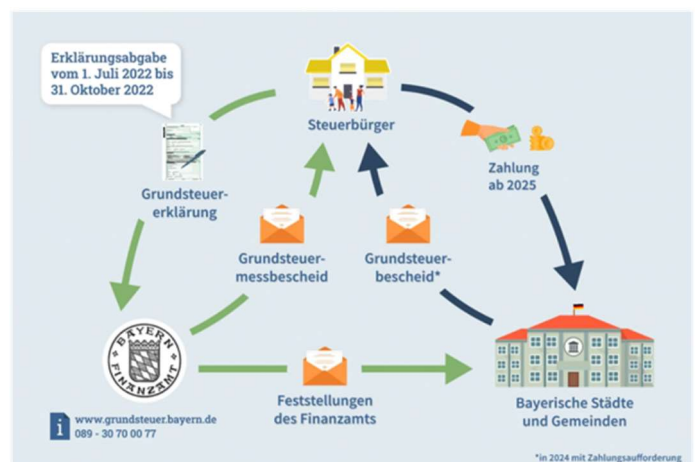 Erklärungsabgabe
vom 1. Juli 2022 bis
31. Oktober 2022
Steuerbürger
Zahlung
ab 2025
Grundsteuer-
erklärung
Grundsteuer-
messbescheid
Grundsteuer-
bescheid*
BAYERN
FINANZAMT
Feststellungen
des Finanzamts
Bayerische Städte
und Gemeinden
i
www.grundsteuer.bayern.de
089 - 30 70 00 77
*in 2024 mit Zahlungsaufforderung